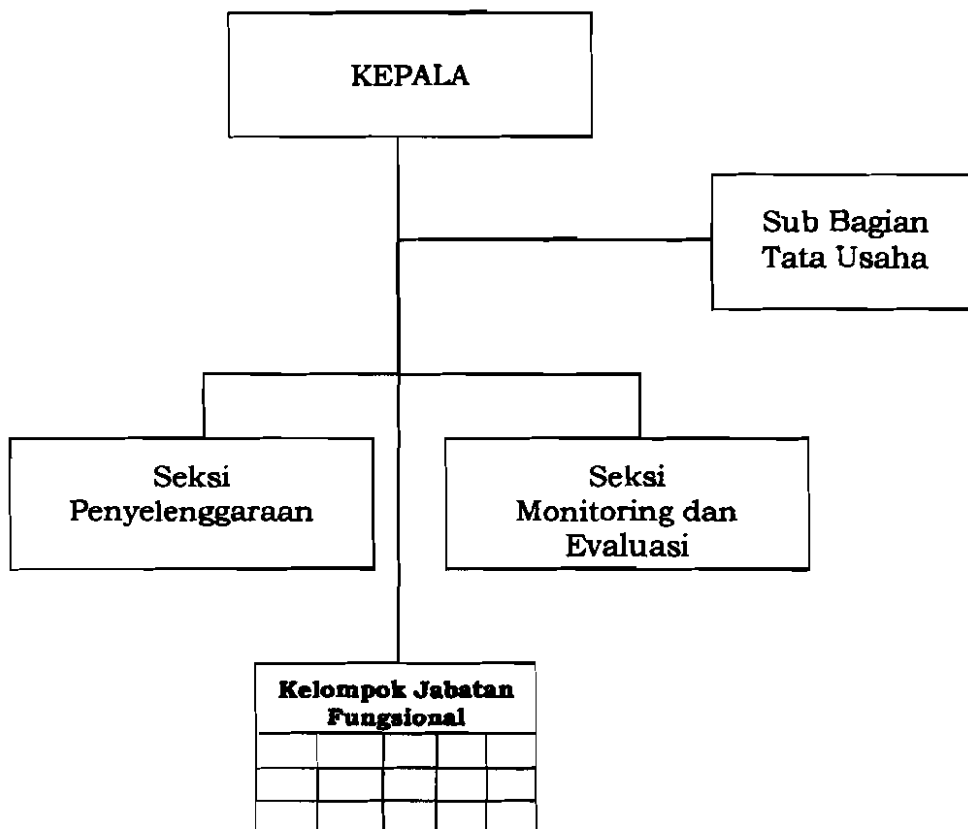 KEPALA
Sub Bagian
Tata Usaha
Seksi
Penyelenggaraan
Seksi
Monitoring dan
Evaluasi
Kelompok Jabatan
Fungsional